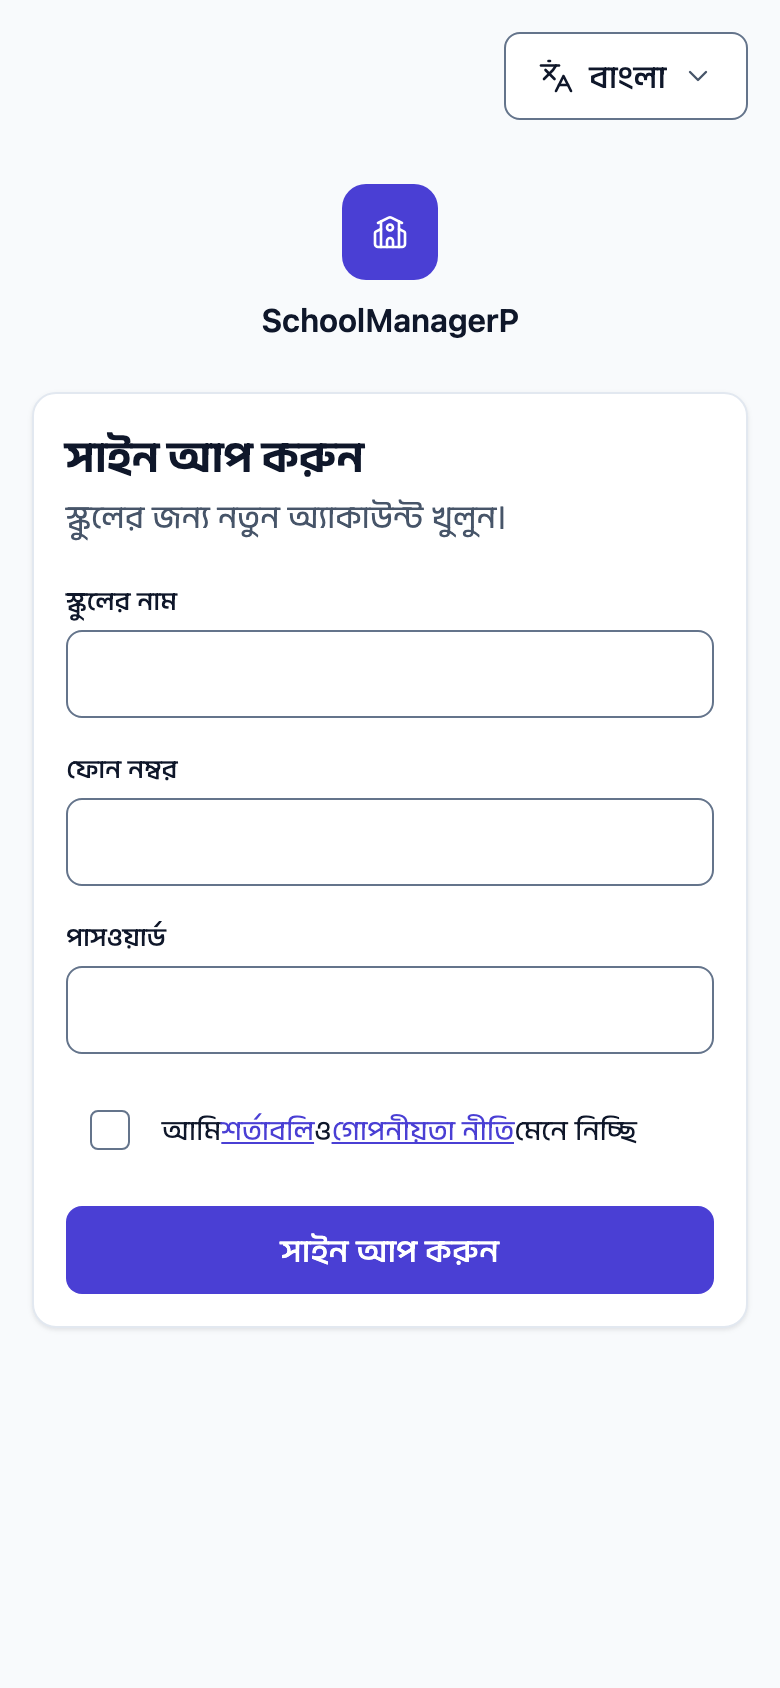 বাংলা
SchoolManagerP
সাইন আপ করুন
স্কুলের জন্য নতুন অ্যাকাউন্ট খুলুন।
স্কুলের নাম
ফোন নম্বর
পাসওয়ার্ড
আমিশর্তাবলিওগোপনীয়তা নীতিমেনে নিচ্ছি
সাইন আপ করুন